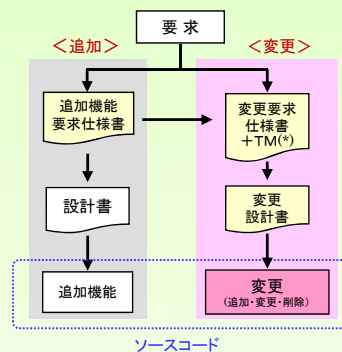 要 求
＜追加＞
＜変更＞
追加機能
要求仕様書
変更要求
仕様書
＋TM(*)
設計書
変更
設計書
追加機能
変更
(追加・変更・削除)
ソースコード